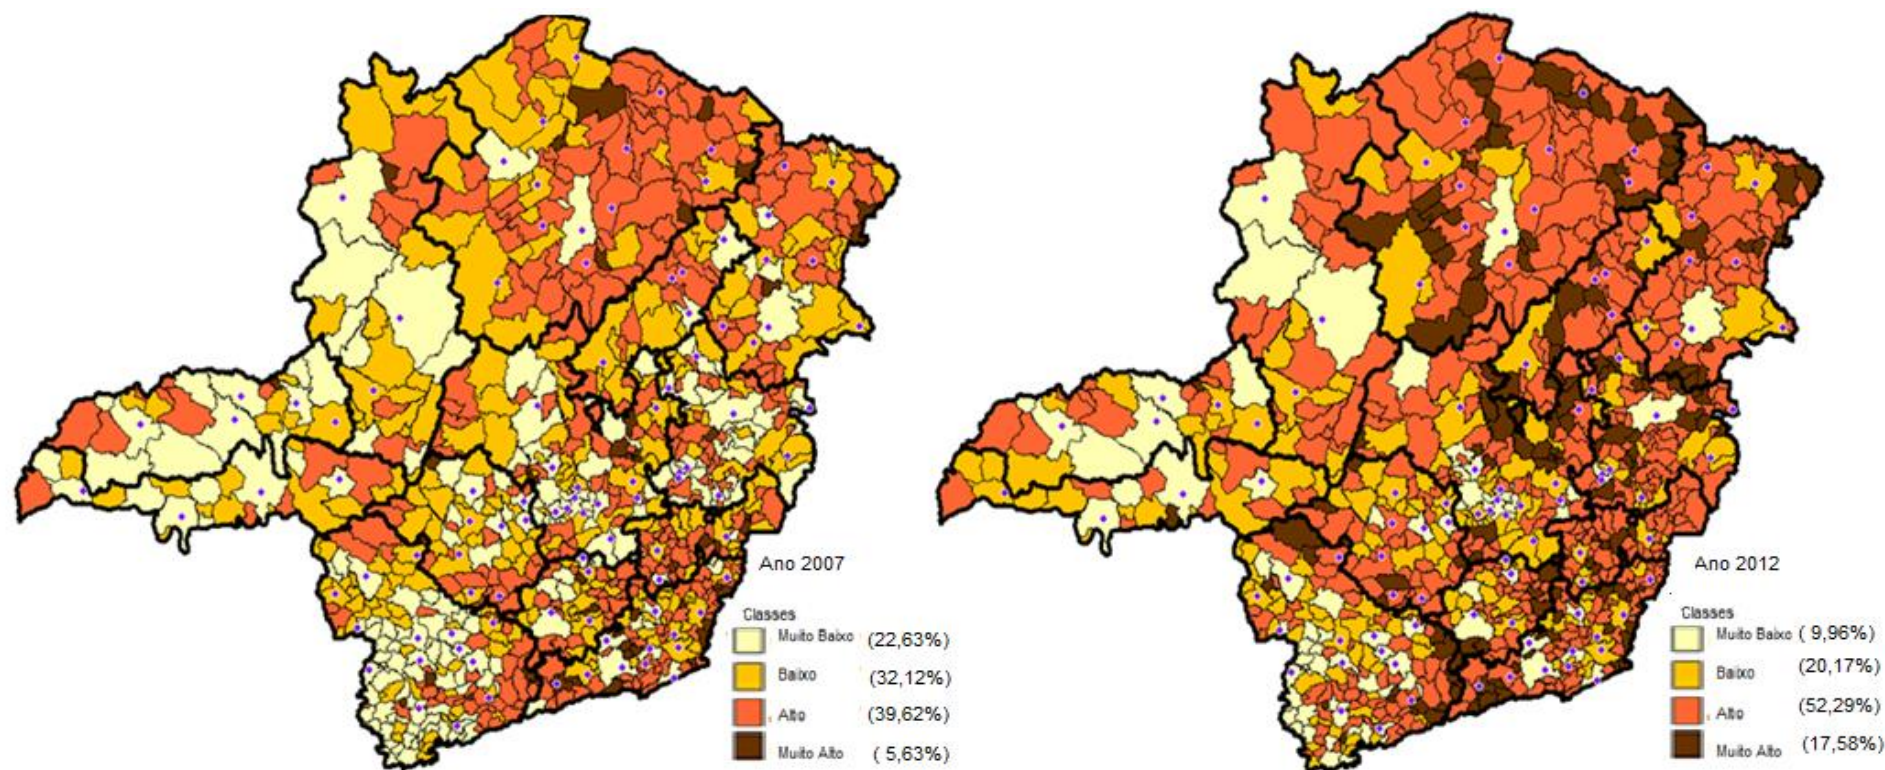 Ano 2007
Classes
Muito Baixo (22,63%)
Baixo (32,12%)
Alto (39,62%)
Muito Alto ( 5,63%)
Ano 2012
Classes
Muito Baixo ( 9,96%)
Baixo (20,17%)
Alto (52,29%)
Muito Alto (17,58%)